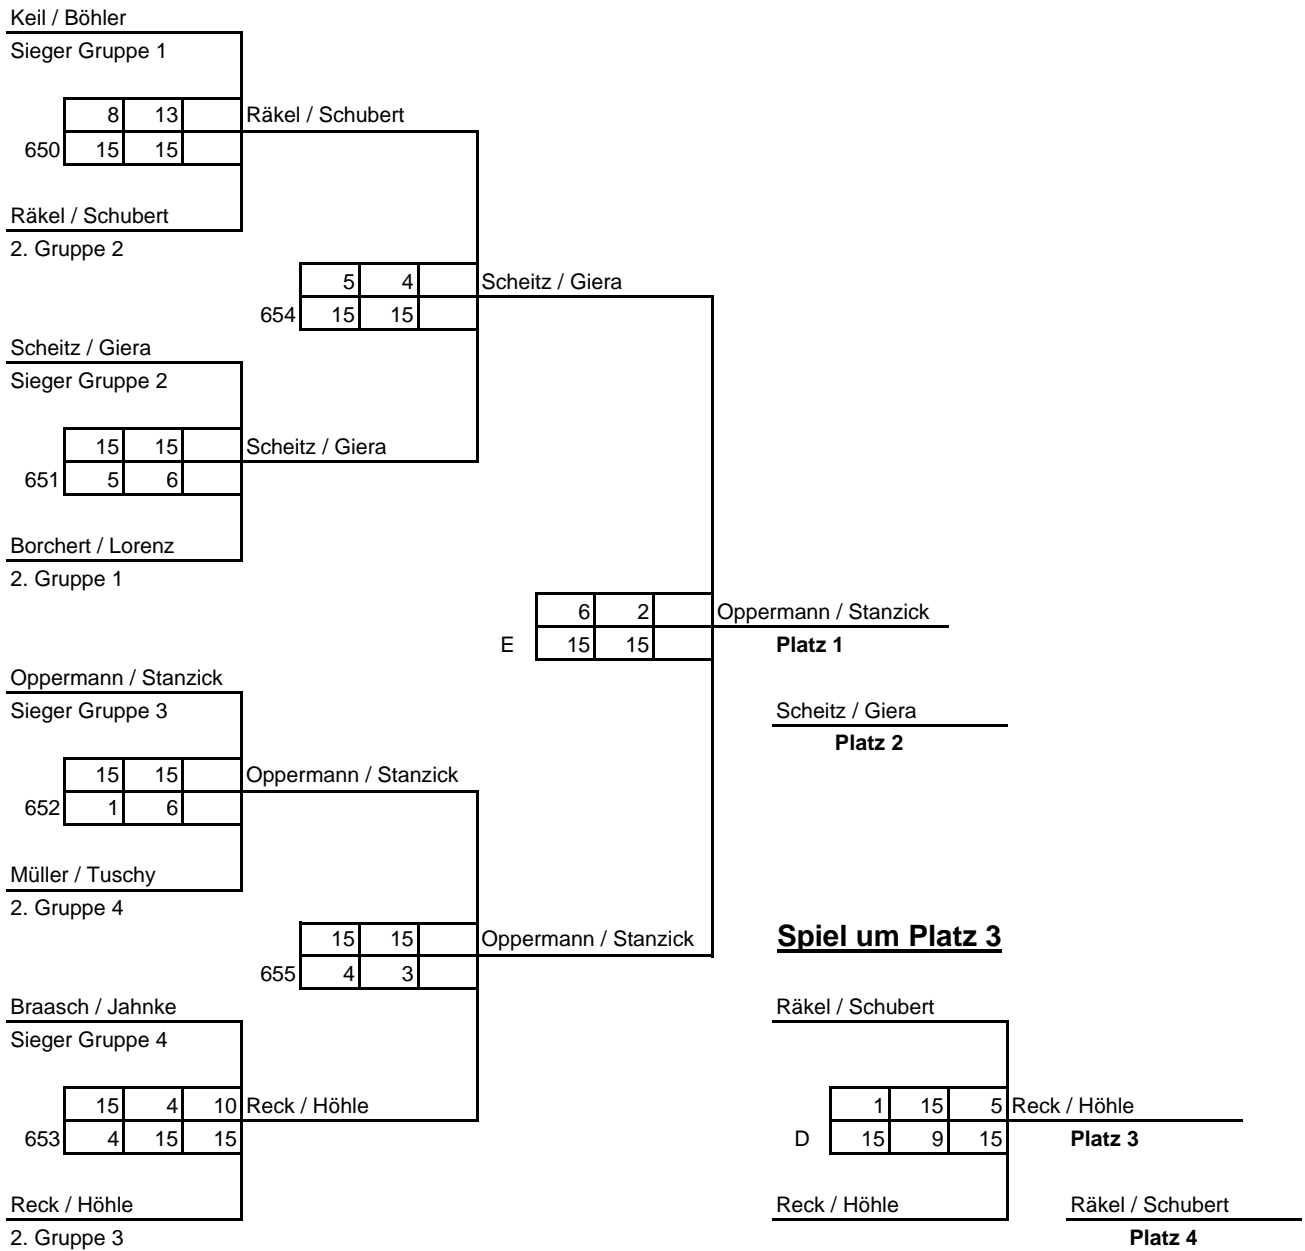 Keil / Böhler
Sieger Gruppe 1
8 13 Räkel / Schubert
650 15 15
Räkel / Schubert
2. Gruppe 2
5 4 Scheitz / Giera
654 15 15
Scheitz / Giera
Sieger Gruppe 2
15 15 Scheitz / Giera
651 5 6
Borchert / Lorenz
2. Gruppe 1
6 2 Oppermann / Stanzick
E 15 15 Platz 1
Oppermann / Stanzick
Sieger Gruppe 3 Scheitz / Giera
Platz 2
15 15 Oppermann / Stanzick
652 1 6
Müller / Tuschy
2. Gruppe 4
15 15 Oppermann / Stanzick Spiel um Platz 3
655 4 3
Braasch / Jahnke Räkel / Schubert
Sieger Gruppe 4
15 4 10 Reck / Höhle 1 15 5 Reck / Höhle
653 4 15 15 D 15 9 15 Platz 3
Reck / Höhle Reck / Höhle Räkel / Schubert
2. Gruppe 3 Platz 4